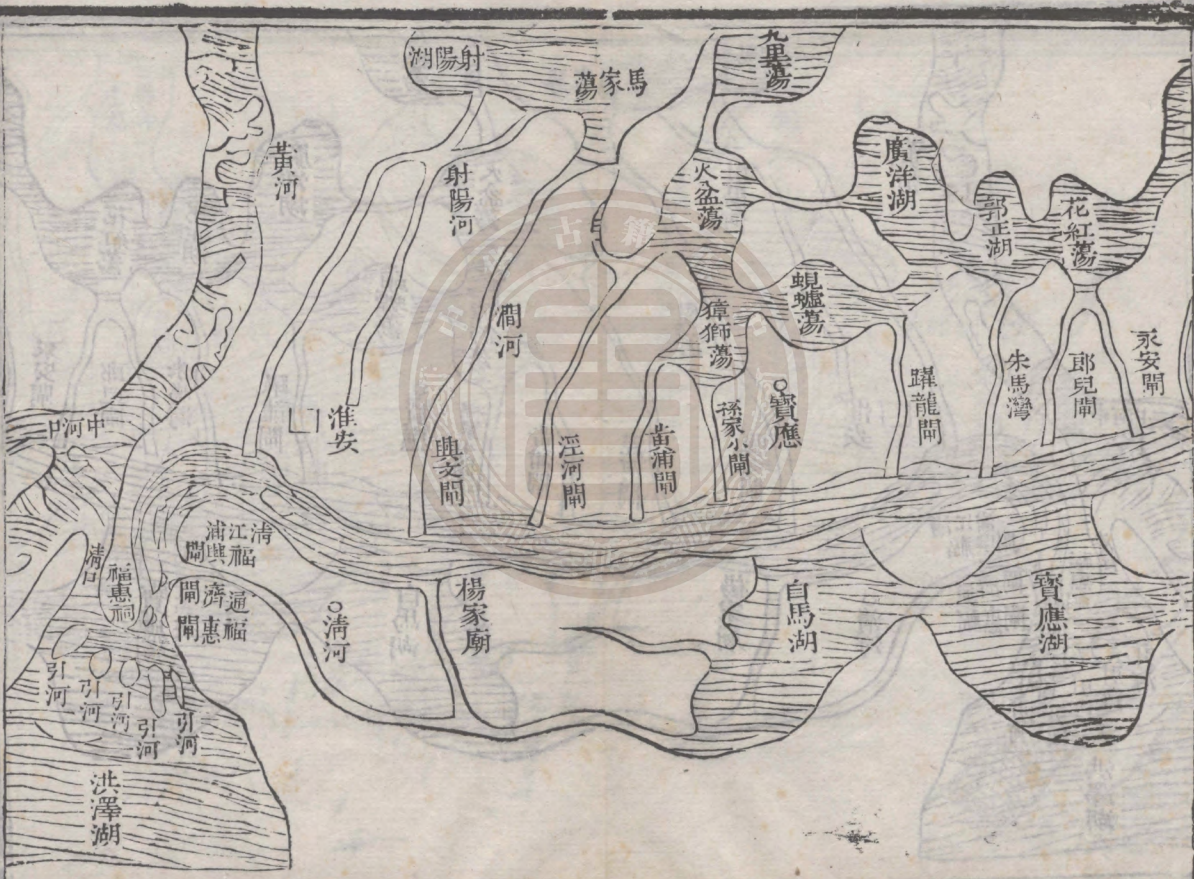 射陽湖
馬家蕩
九里蕩
黃河
射陽河
火盆蕩
廣洋湖
郭正湖
花紅蕩
蜆蟷蕩
獐獅蕩
澗河
淮安
興文閘
涇河閘
黃浦閘
孫家小閘
寶應
躍龍閘
朱馬灣
郎兒閘
永安閘
中河口
清江浦
福興閘
清口
福惠祠
通濟閘
福惠閘
清河
楊家廟
白馬湖
寶應湖
引河
引河
引河
引河
引河
洪澤湖